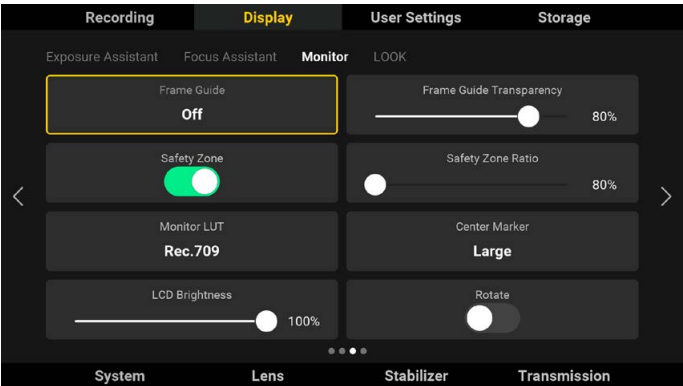 Recording Display User Settings Storage
Exposure Assistant Focus Assistant Monitor LOOK
Frame Guide
Off
Frame Guide Transparency
80%
Safety Zone
Safety Zone Ratio
80%
Monitor LUT
Rec.709
Center Marker
Large
LCD Brightness
100%
Rotate
System Lens Stabilizer Transmission